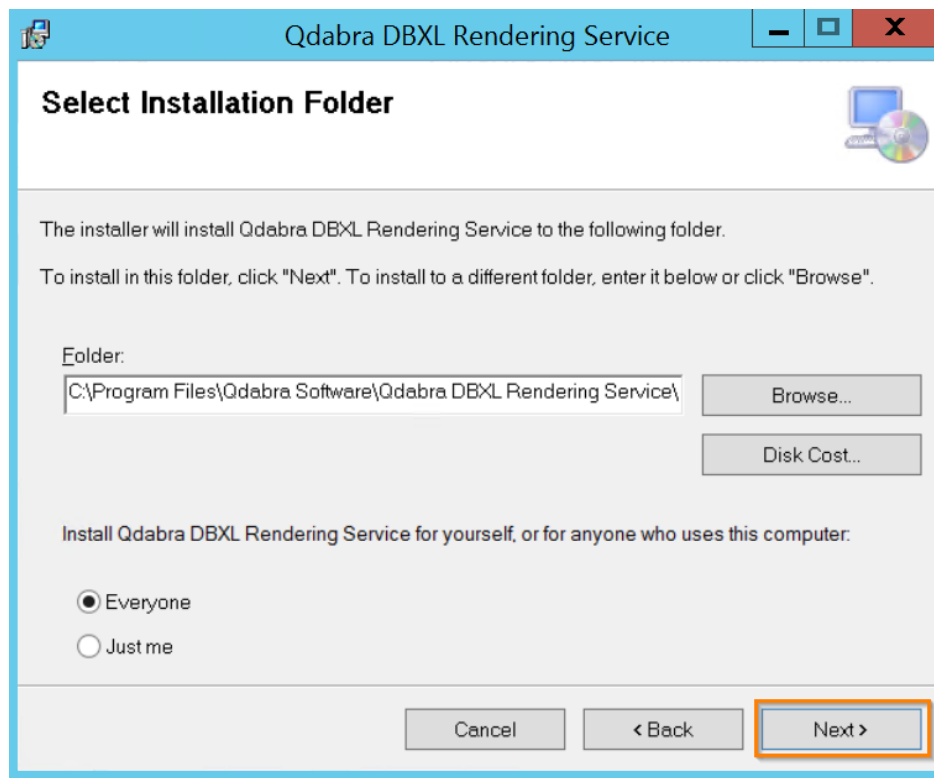 Qdabra DBXL Rendering Service
Select Installation Folder
The installer will install Qdabra DBXL Rendering Service to the following folder.
To install in this folder, click "Next". To install to a different folder, enter it below or click "Browse".
Folder:
C:\Program Files\Qdabra Software\Qdabra DBXL Rendering Service\
Browse...
Disk Cost...
Install Qdabra DBXL Rendering Service for yourself, or for anyone who uses this computer:
Everyone
Just me
Cancel
< Back
Next >